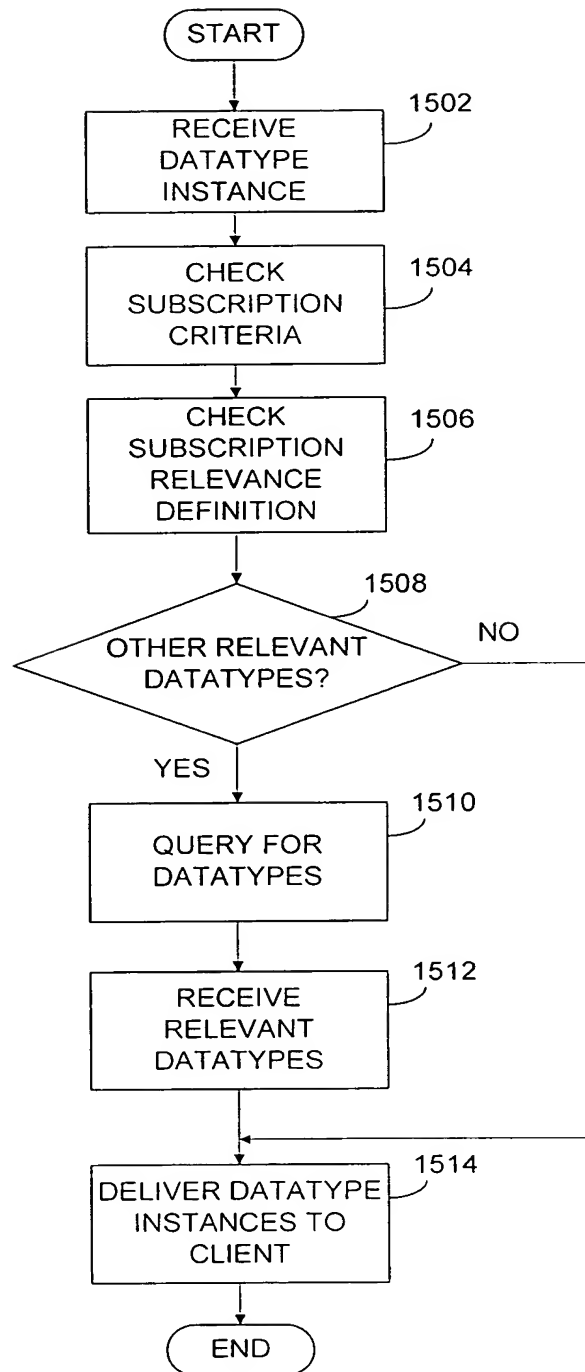 START
1502
RECEIVE
DATATYPE
INSTANCE
1504
CHECK
SUBSCRIPTION
CRITERIA
1506
CHECK
SUBSCRIPTION
RELEVANCE
DEFINITION
1508
OTHER RELEVANT
DATATYPES?
NO
YES
1510
QUERY FOR
DATATYPES
1512
RECEIVE
RELEVANT
DATATYPES
1514
DELIVER DATATYPE
INSTANCES TO
CLIENT
END